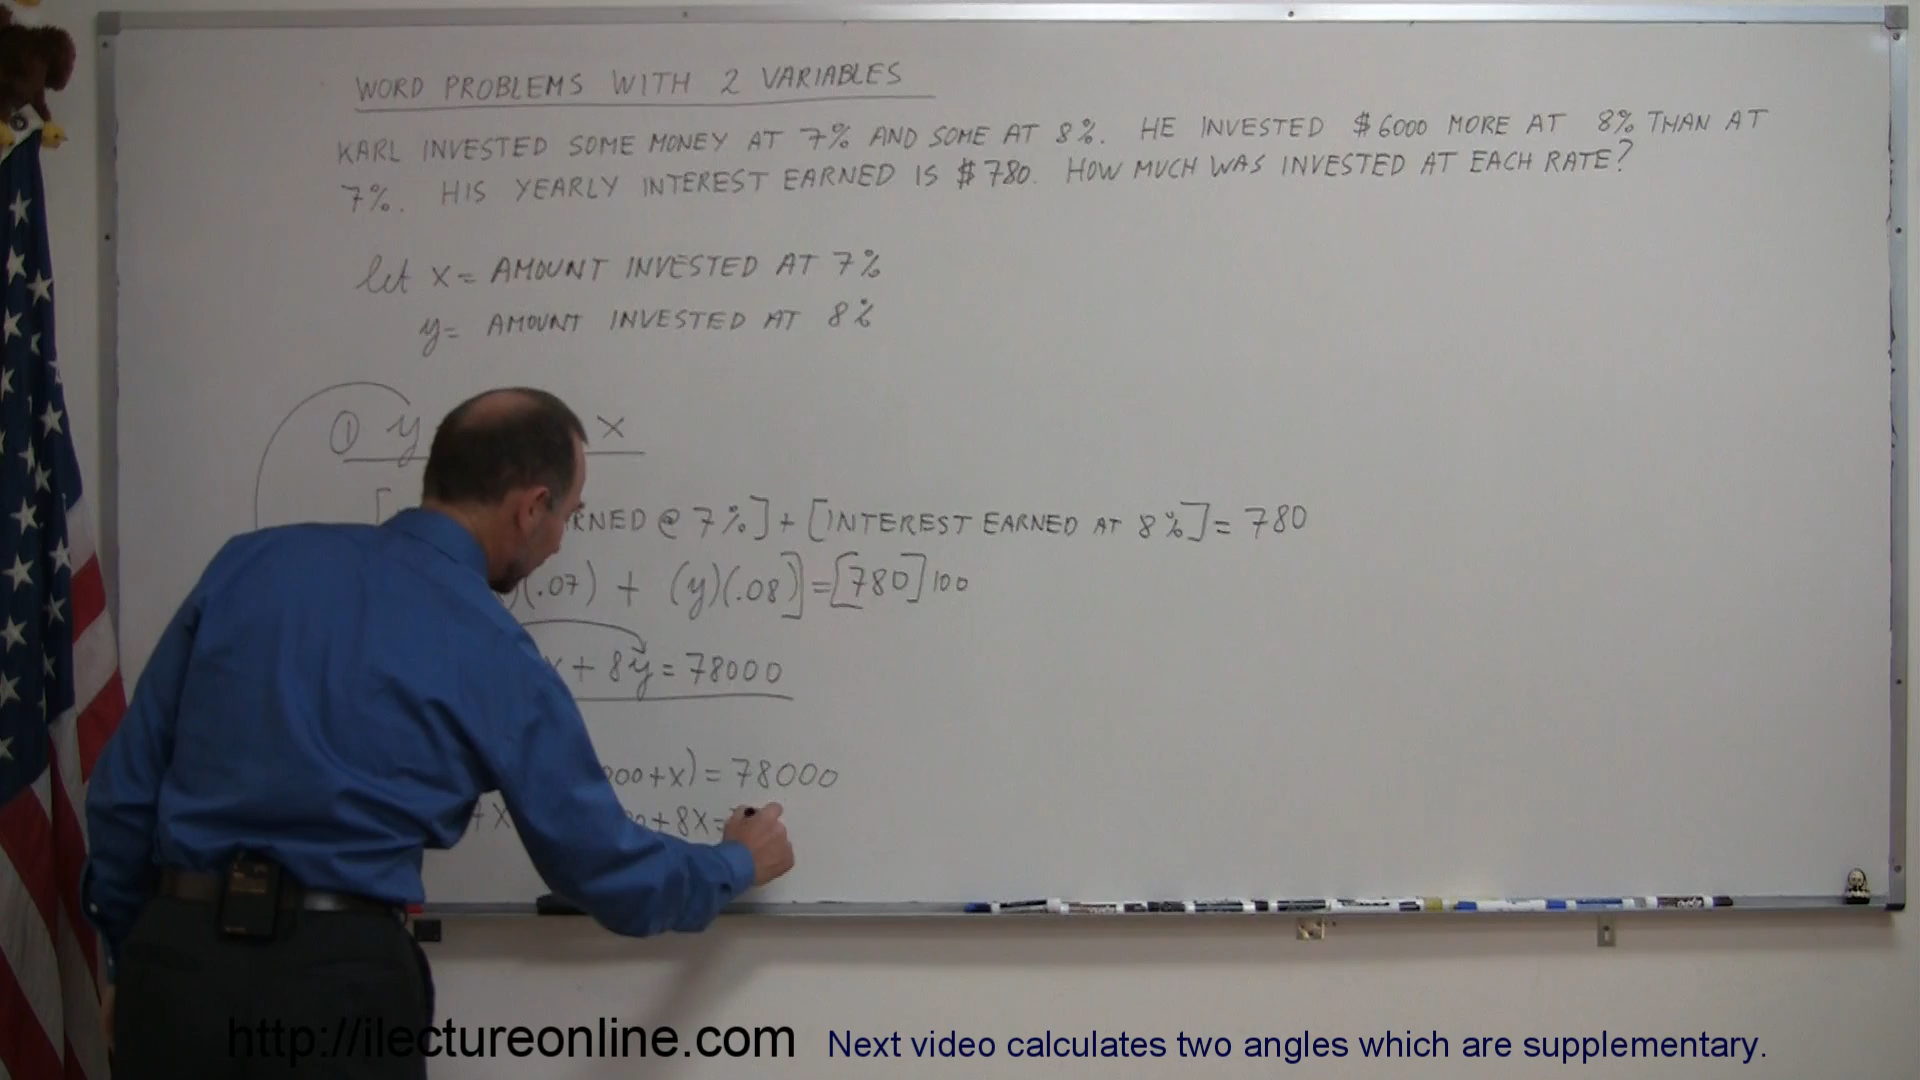 WORD PROBLEMS WITH 2 VARIABLES
KARL INVESTED SOME MONEY AT 7% AND SOME AT 8%. HE INVESTED $6000 MORE AT 8% THAN AT
7%. HIS YEARLY INTEREST EARNED IS $780. HOW MUCH WAS INVESTED AT EACH RATE?
let x = AMOUNT INVESTED AT 7%
y = AMOUNT INVESTED AT 8%
① y x
[ @ 7%] + [INTEREST EARNED AT 8%] = 780
(.07) + (y)(.08)] = [780]100
+ 8y = 78000
+x) = 78000
7X + 8X =
http://ilectureonline.com
Next video calculates two angles which are supplementary.